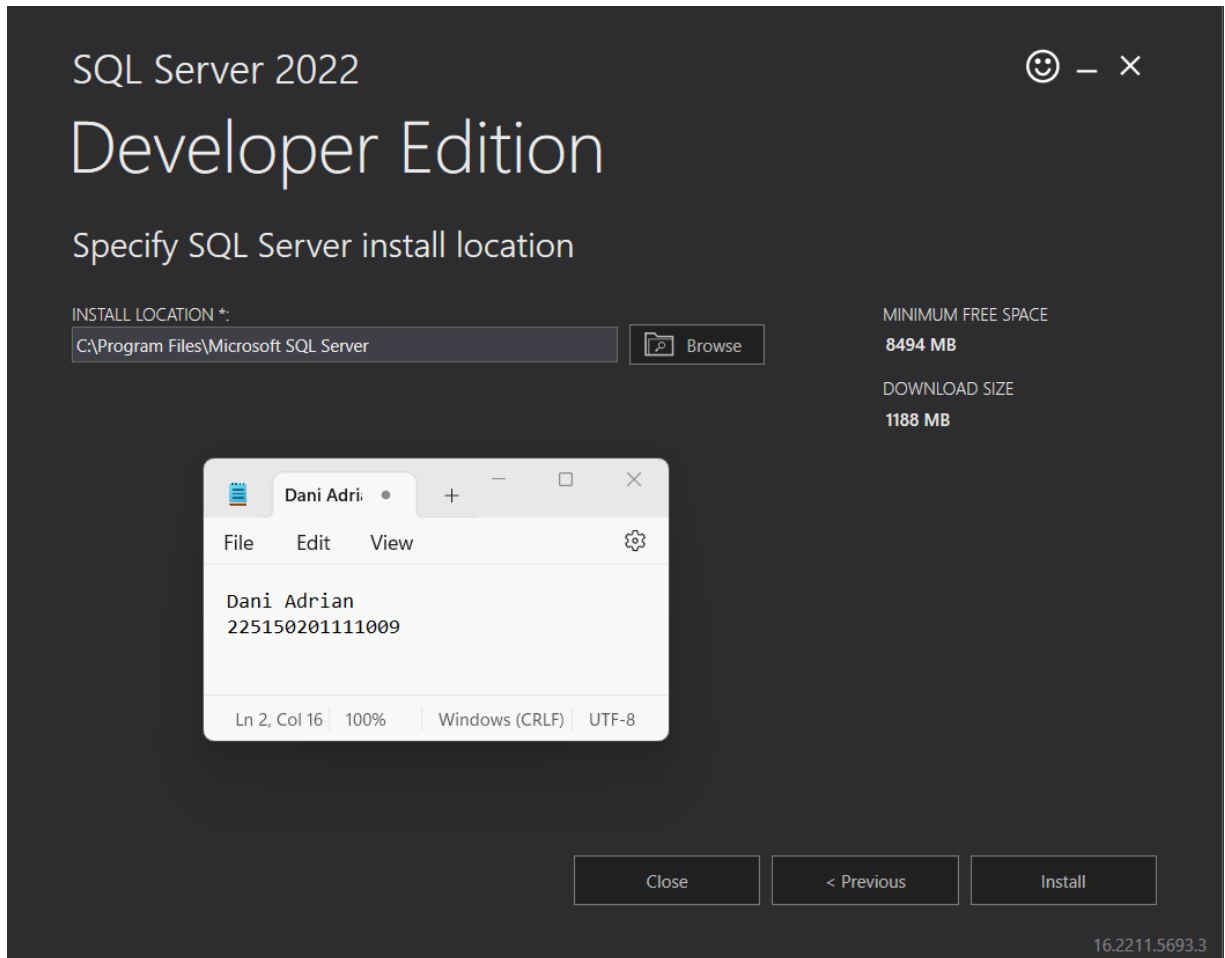 SQL Server 2022
Developer Edition
Specify SQL Server install location
INSTALL LOCATION *:
C:\Program Files\Microsoft SQL Server
Browse
MINIMUM FREE SPACE
8494 MB
DOWNLOAD SIZE
1188 MB
Dani Adri
File Edit View
Dani Adrian
225150201111009
Ln 2, Col 16 100% Windows (CRLF) UTF-8
Close < Previous Install
16.2211.5693.3